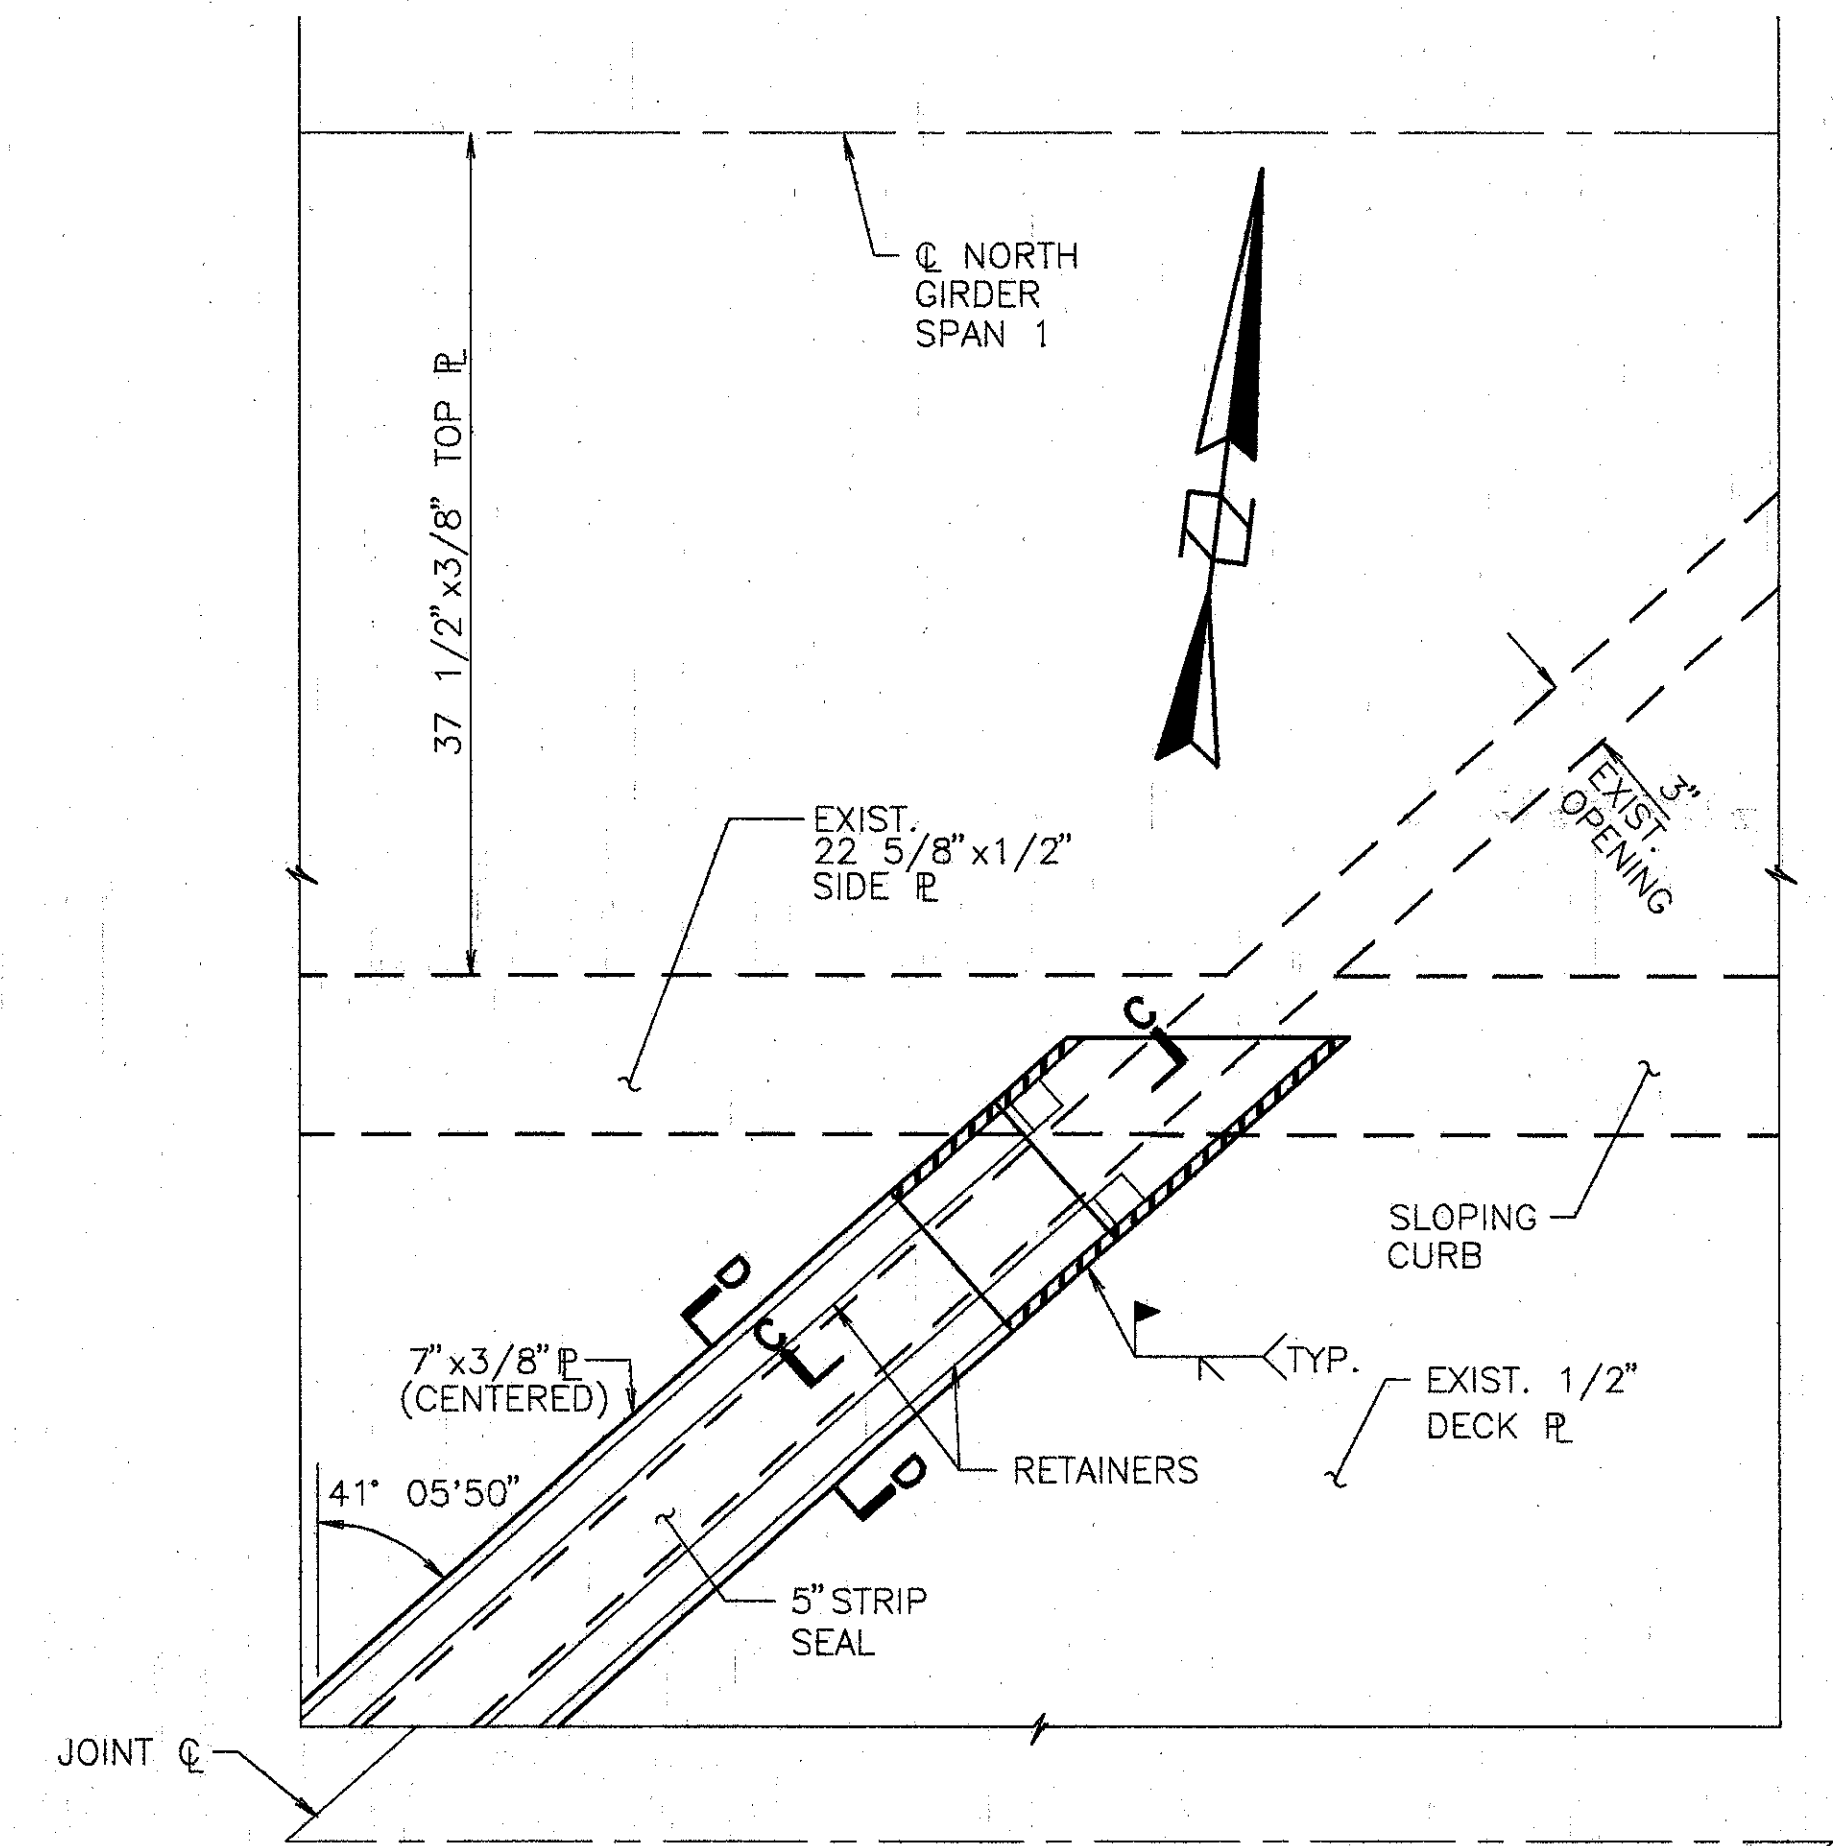 ℄ NORTH
GIRDER
SPAN 1
37 1/2"x3/8" TOP ⅊
N
3"
EXIST.
OPENING
EXIST.
22 5/8"x1/2"
SIDE ⅊
C
SLOPING
CURB
D
C
7"x3/8" ⅊
(CENTERED)
TYP.
EXIST. 1/2"
DECK ⅊
RETAINERS
D
41° 05'50"
5" STRIP
SEAL
JOINT ℄